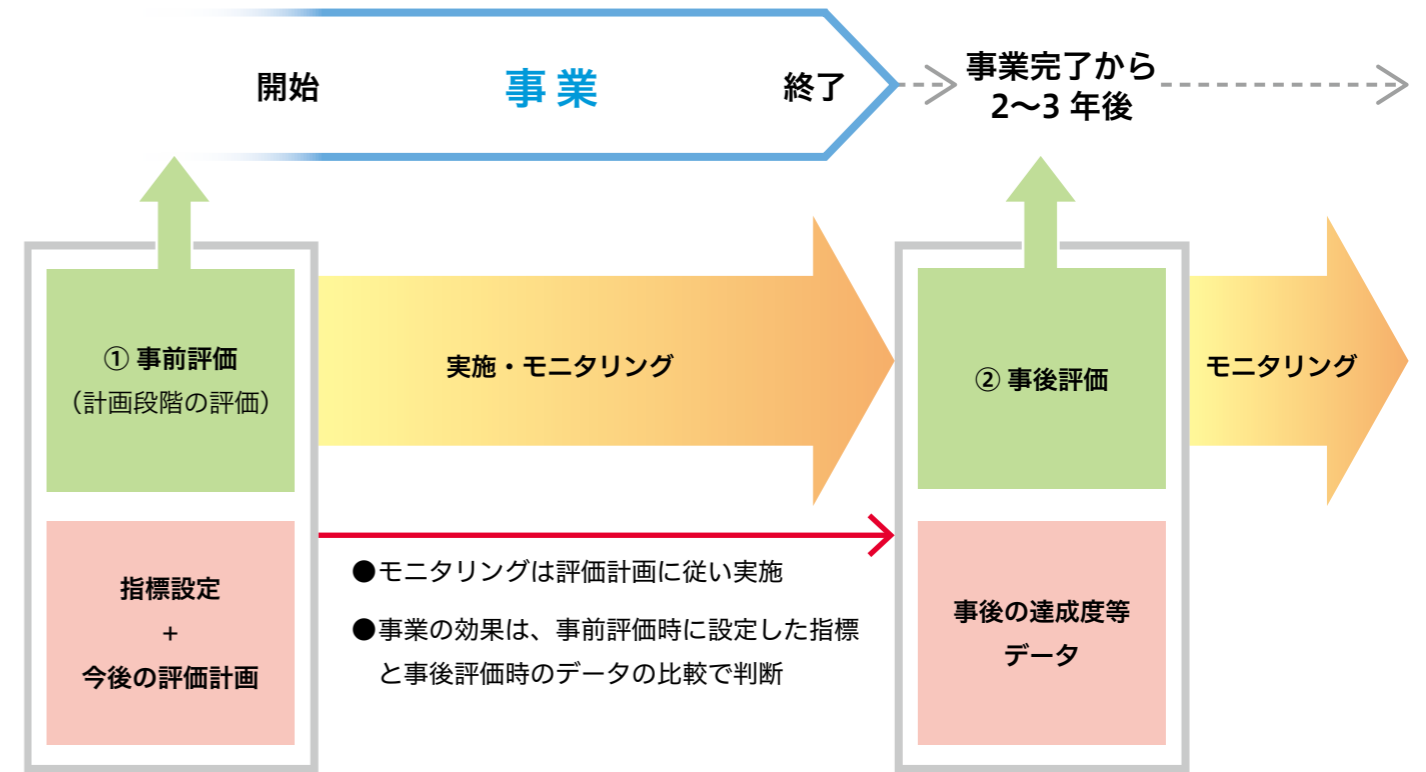 開始
事業
終了
事業完了から
2〜3 年後
① 事前評価
（計画段階の評価）
実施・モニタリング
② 事後評価
モニタリング
指標設定
+
今後の評価計画
●モニタリングは評価計画に従い実施
●事業の効果は、事前評価時に設定した指標
と事後評価時のデータの比較で判断
事後の達成度等
データ